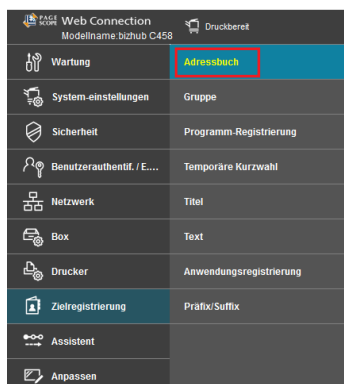 PAGE SCOPE Web Connection
Modellname:bizhub C458
Druckbereit
Wartung
Adressbuch
System-einstellungen
Gruppe
Sicherheit
Programm-Registrierung
Benutzerauthentif. / E....
Temporäre Kurzwahl
Netzwerk
Titel
Box
Text
Drucker
Anwendungsregistrierung
Zielregistrierung
Präfix/Suffix
Assistent
Anpassen